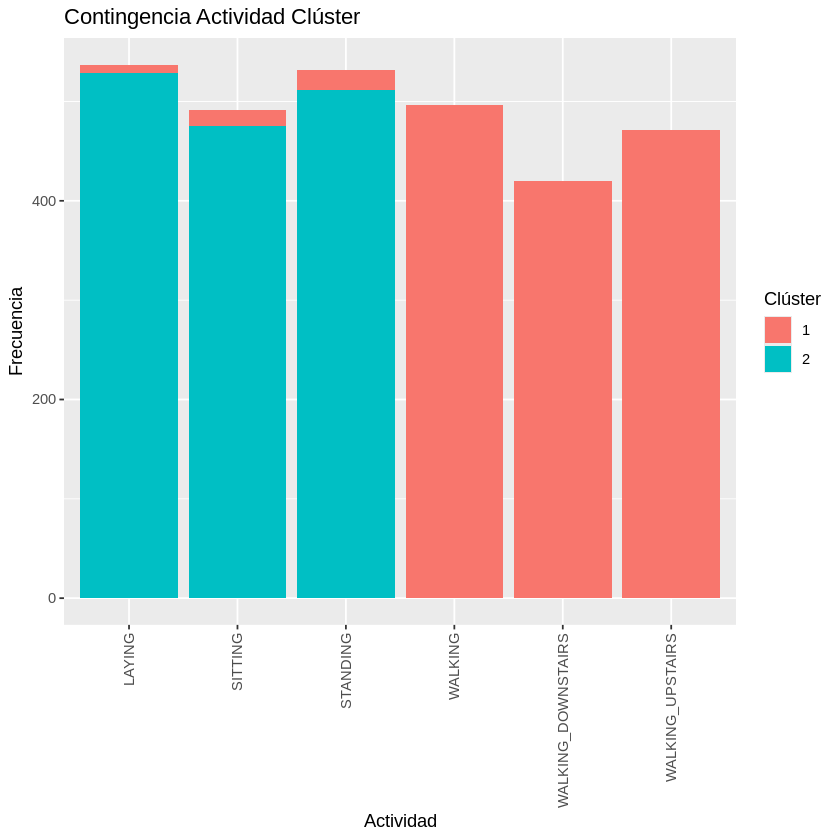 Contingencia Actividad Clúster
Frecuencia
400
200
0
LAYING
SITTING
STANDING
WALKING
WALKING_DOWNSTAIRS
WALKING_UPSTAIRS
Actividad
Clúster
1
2